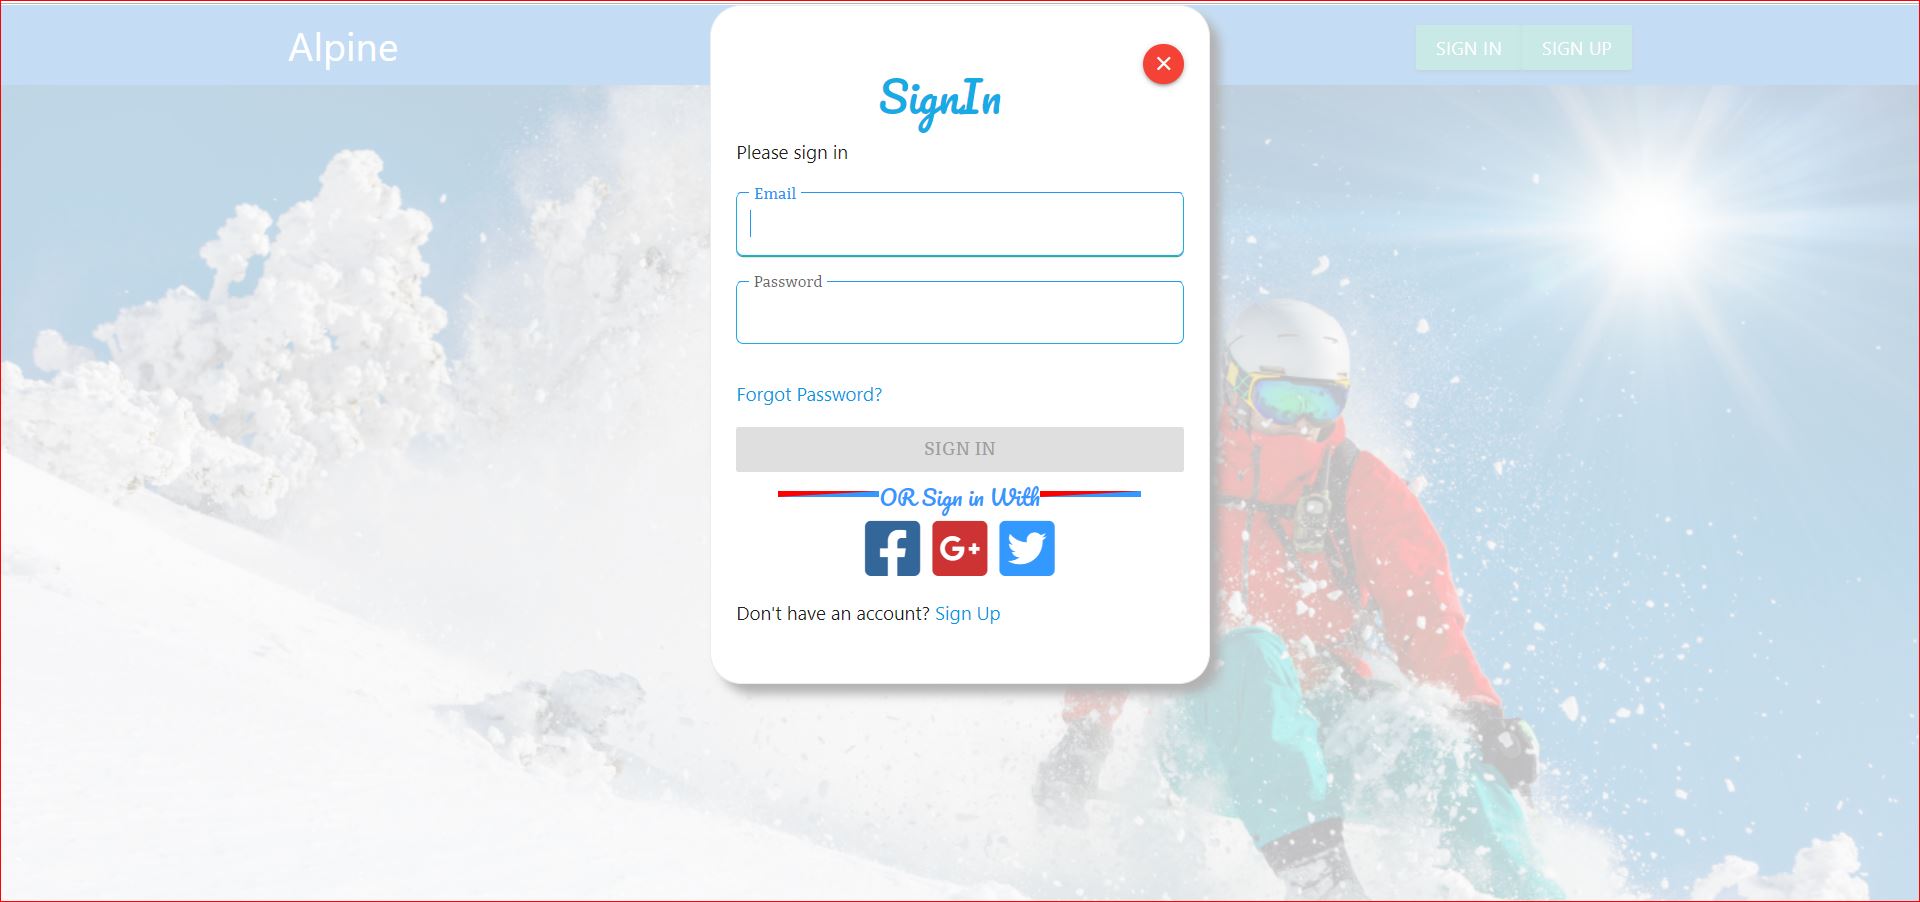 Alpine
SIGN IN
SIGN UP
SignIn
Please sign in
Email
Password
Forgot Password?
SIGN IN
OR Sign in With
G+
Don't have an account? Sign Up